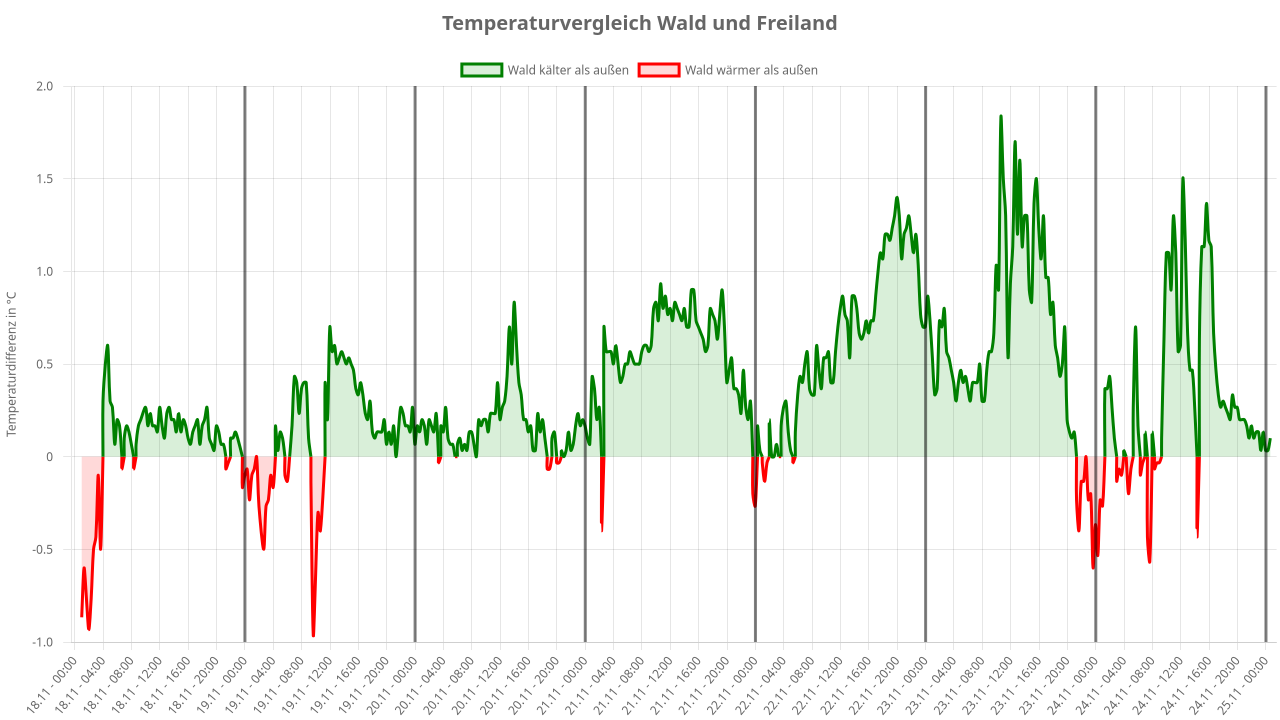 Temperaturvergleich Wald und Freiland
Wald kälter als außen
Wald wärmer als außen
Temperaturdifferenz in °C
2.0
1.5
1.0
0.5
0
-0.5
-1.0
18.11 - 00:00
18.11 - 04:00
18.11 - 08:00
18.11 - 12:00
18.11 - 16:00
18.11 - 20:00
19.11 - 00:00
19.11 - 04:00
19.11 - 08:00
19.11 - 12:00
19.11 - 16:00
19.11 - 20:00
20.11 - 00:00
20.11 - 04:00
20.11 - 08:00
20.11 - 12:00
20.11 - 16:00
20.11 - 20:00
21.11 - 00:00
21.11 - 04:00
21.11 - 08:00
21.11 - 12:00
21.11 - 16:00
21.11 - 20:00
22.11 - 00:00
22.11 - 04:00
22.11 - 08:00
22.11 - 12:00
22.11 - 16:00
22.11 - 20:00
23.11 - 00:00
23.11 - 04:00
23.11 - 08:00
23.11 - 12:00
23.11 - 16:00
23.11 - 20:00
24.11 - 00:00
24.11 - 04:00
24.11 - 08:00
24.11 - 12:00
24.11 - 16:00
24.11 - 20:00
25.11 - 00:00